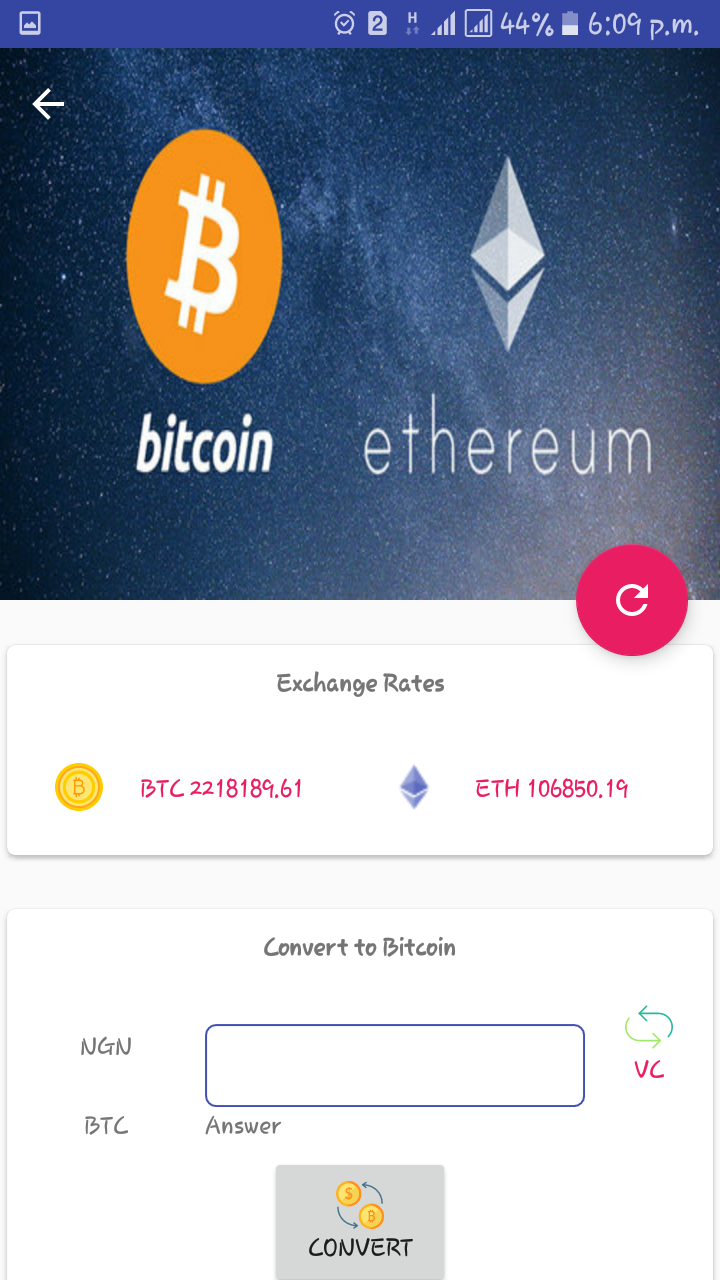 2 H 44% 6:09 p.m.
bitcoin ethereum
Exchange Rates
BTC 2218189.61 ETH 106850.19
Convert to Bitcoin
NGN
VC
BTC Answer
CONVERT